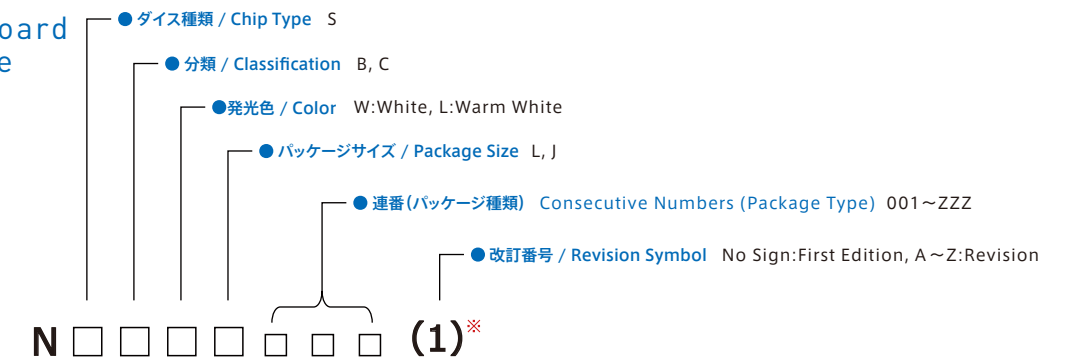 oard
e
● ダイス種類 / Chip Type S
● 分類 / Classification B, C
●発光色 / Color W:White, L:Warm White
● パッケージサイズ / Package Size L, J
● 連番(パッケージ種類) Consecutive Numbers (Package Type) 001~ZZZ
● 改訂番号 / Revision Symbol No Sign:First Edition, A~Z:Revision
N□□□□□□□ (1)※